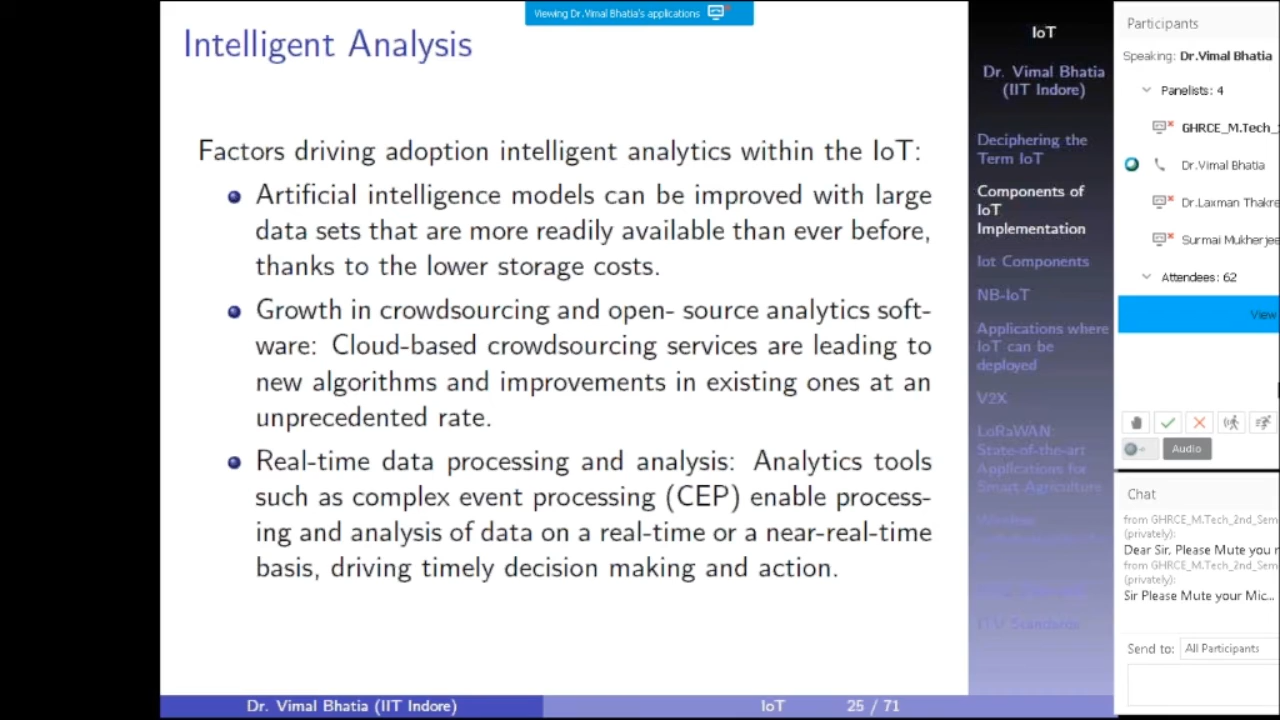 Viewing Dr.Vimal Bhatia's applications
Intelligent Analysis
Factors driving adoption intelligent analytics within the IoT:
Artificial intelligence models can be improved with large
data sets that are more readily available than ever before,
thanks to the lower storage costs.
Growth in crowdsourcing and open- source analytics soft-
ware: Cloud-based crowdsourcing services are leading to
new algorithms and improvements in existing ones at an
unprecedented rate.
Real-time data processing and analysis: Analytics tools
such as complex event processing (CEP) enable process-
ing and analysis of data on a real-time or a near-real-time
basis, driving timely decision making and action.
Dr. Vimal Bhatia (IIT Indore)
IoT
25 / 71
IoT
Dr. Vimal Bhatia
(IIT Indore)
Deciphering the
Term IoT
Components of
IoT
Implementation
Iot Components
NB-IoT
Applications where
IoT can be
deployed
V2X
LoRaWAN:
State-of-the-art
Applications for
Smart Agriculture
Wireless
ITU Standards
Participants
Speaking: Dr.Vimal Bhatia
Panelists: 4
GHRCE_M.Tech_
Dr.Vimal Bhatia
Dr.Laxman Thakre
Surmai Mukherjee
Attendees: 62
View
Audio
Chat
from GHRCE_M.Tech_2nd_Sem
(privately):
Dear Sir, Please Mute you
from GHRCE_M.Tech_2nd_Sem
(privately):
Sir Please Mute your Mic...
Send to: All Participants